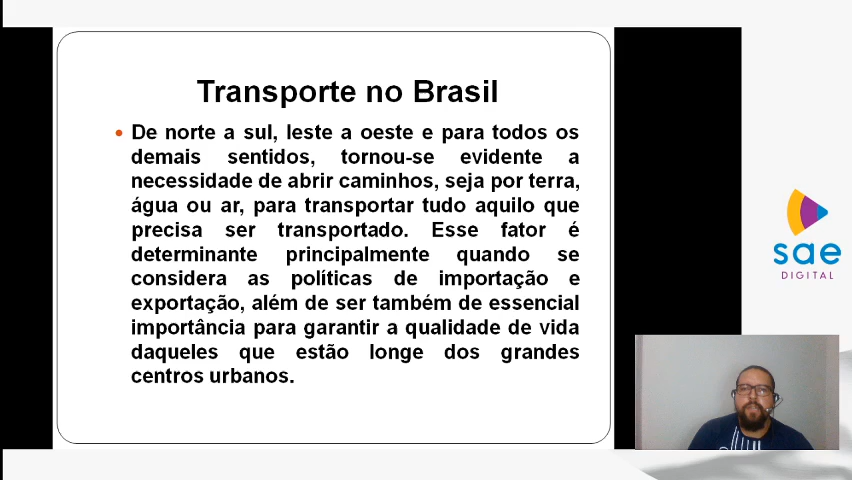 Transporte no Brasil
• De norte a sul, leste a oeste e para todos os
demais sentidos, tornou-se evidente a
necessidade de abrir caminhos, seja por terra,
água ou ar, para transportar tudo aquilo que
precisa ser transportado. Esse fator é
determinante principalmente quando se
considera as políticas de importação e
exportação, além de ser também de essencial
importância para garantir a qualidade de vida
daqueles que estão longe dos grandes
centros urbanos.
sae
DIGITAL